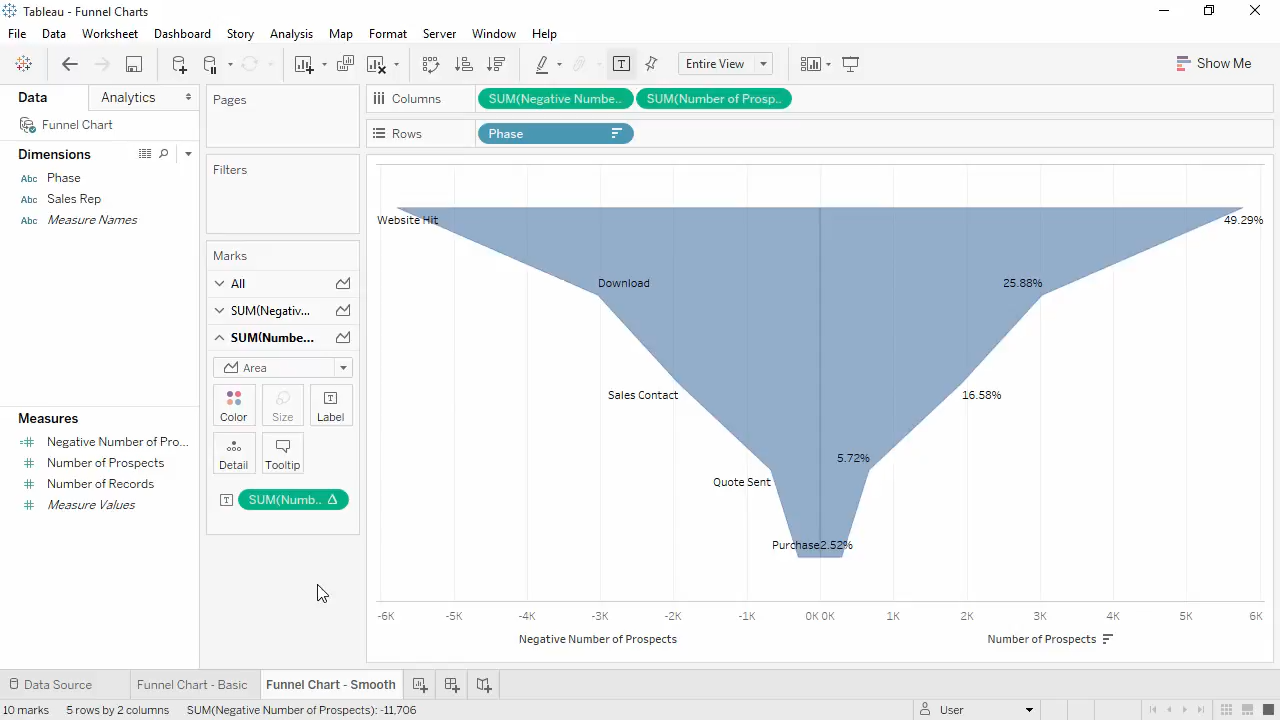 Tableau - Funnel Charts
File Data Worksheet Dashboard Story Analysis Map Format Server Window Help
Entire View
Show Me
Data
Analytics
Funnel Chart
Dimensions
Abc Phase
Abc Sales Rep
Abc Measure Names
Measures
Negative Number of Pro...
Number of Prospects
Number of Records
Measure Values
Pages
Filters
Marks
All
SUM(Negativ...
SUM(Numbe...
Area
Color Size Label
Detail Tooltip
SUM(Numb.. Δ
Columns SUM(Negative Numbe.. SUM(Number of Prosp..
Rows Phase
Website Hit 49.29%
Download 25.88%
Sales Contact 16.58%
5.72%
Quote Sent
Purchase 2.52%
-6K -5K -4K -3K -2K -1K 0K 0K 1K 2K 3K 4K 5K 6K
Negative Number of Prospects Number of Prospects
Data Source Funnel Chart - Basic Funnel Chart - Smooth
10 marks 5 rows by 2 columns SUM(Negative Number of Prospects): -11,706 User